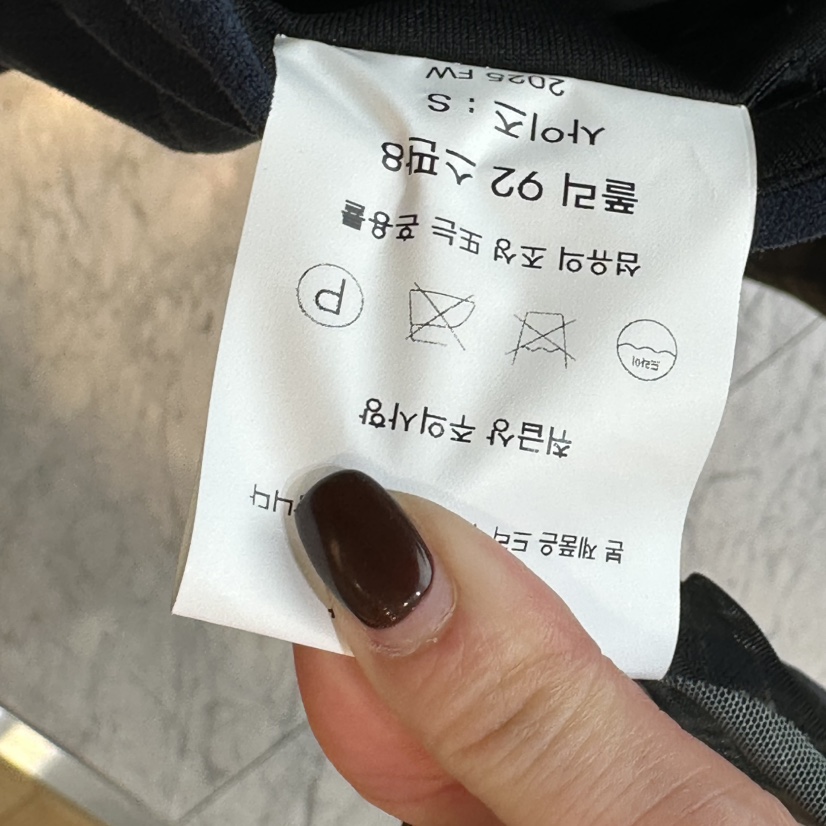 본 제품은
취급상 주의사항
드라이 P
섬유의 조성 또는 혼용률
폴리 92 스판8
사이즈 : S
2025 FW